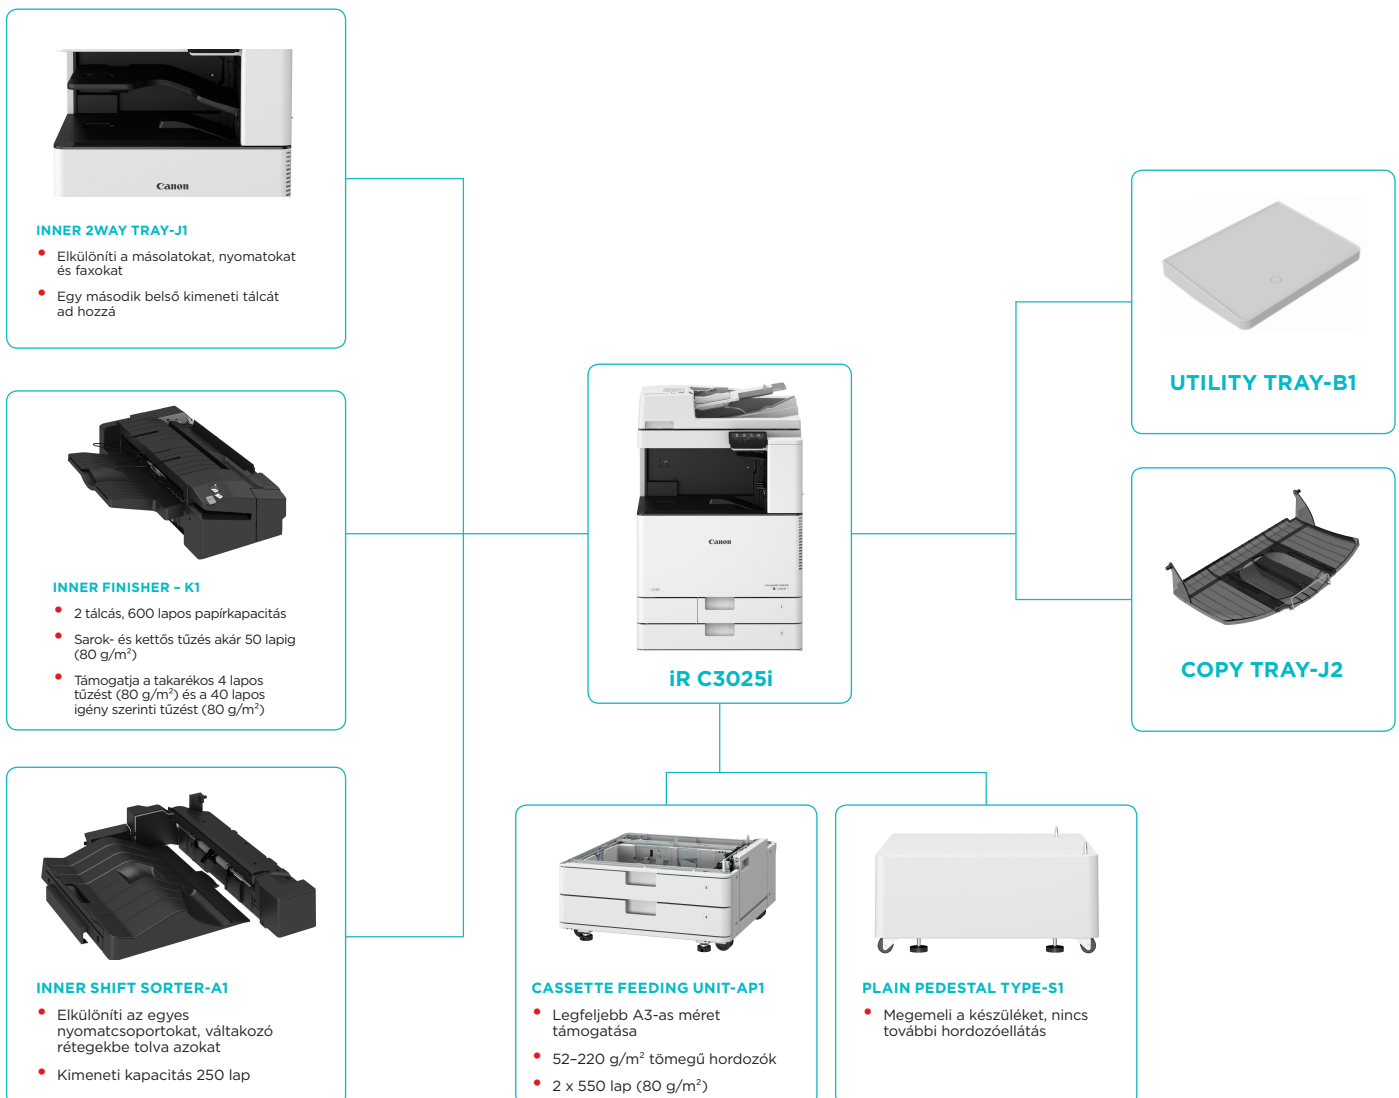 Canon
INNER 2WAY TRAY-J1
• Elkülöníti a másolatokat, nyomatokat
és faxokat
• Egy második belső kimeneti tálcát
ad hozzá
INNER FINISHER – K1
• 2 tálcás, 600 lapos papírkapacitás
• Sarok- és kettős tűzés akár 50 lapig
(80 g/m²)
• Támogatja a takarékos 4 lapos
tűzést (80 g/m²) és a 40 lapos
igény szerinti tűzést (80 g/m²)
INNER SHIFT SORTER-A1
• Elkülöníti az egyes
nyomatcsoportokat, váltakozó
rétegekbe tolva azokat
• Kimeneti kapacitás 250 lap
Canon
iR C3025i
CASSETTE FEEDING UNIT-AP1
• Legfeljebb A3-as méret
támogatása
• 52–220 g/m² tömegű hordozók
• 2 x 550 lap (80 g/m²)
PLAIN PEDESTAL TYPE-S1
• Megemeli a készüléket, nincs
további hordozóellátás
UTILITY TRAY-B1
COPY TRAY-J2